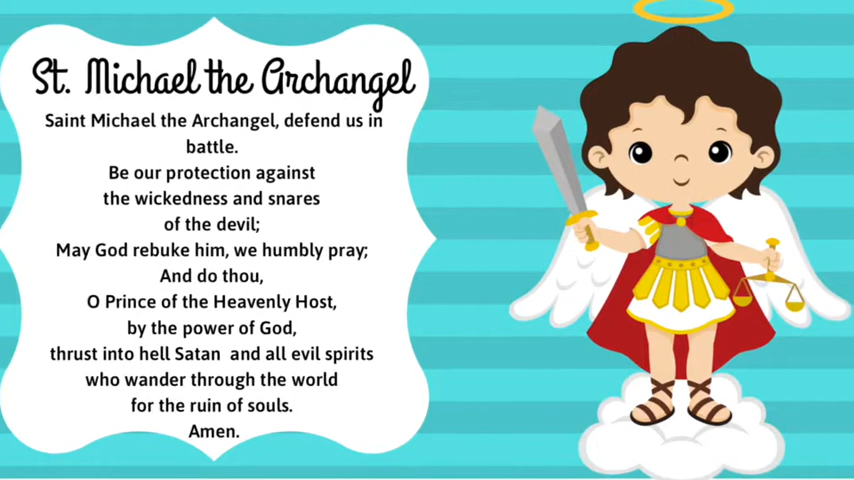 St. Michael the Archangel
Saint Michael the Archangel, defend us in
battle.
Be our protection against
the wickedness and snares
of the devil;
May God rebuke him, we humbly pray;
And do thou,
O Prince of the Heavenly Host,
by the power of God,
thrust into hell Satan and all evil spirits
who wander through the world
for the ruin of souls.
Amen.